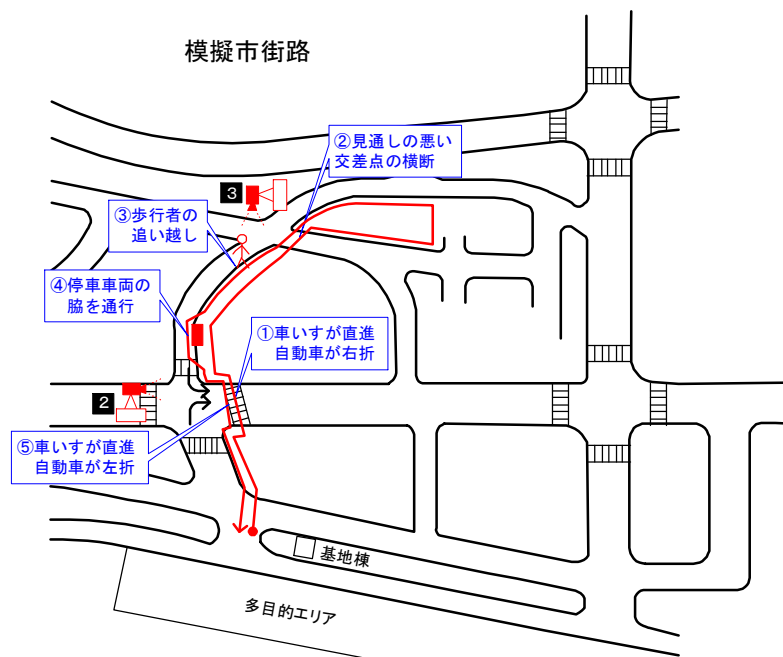 模擬市街路
②見通しの悪い
交差点の横断
3
③歩行者の
追い越し
④停車車両の
脇を通行
①車いすが直進
自動車が右折
2
⑤車いすが直進
自動車が左折
基地棟
多目的エリア